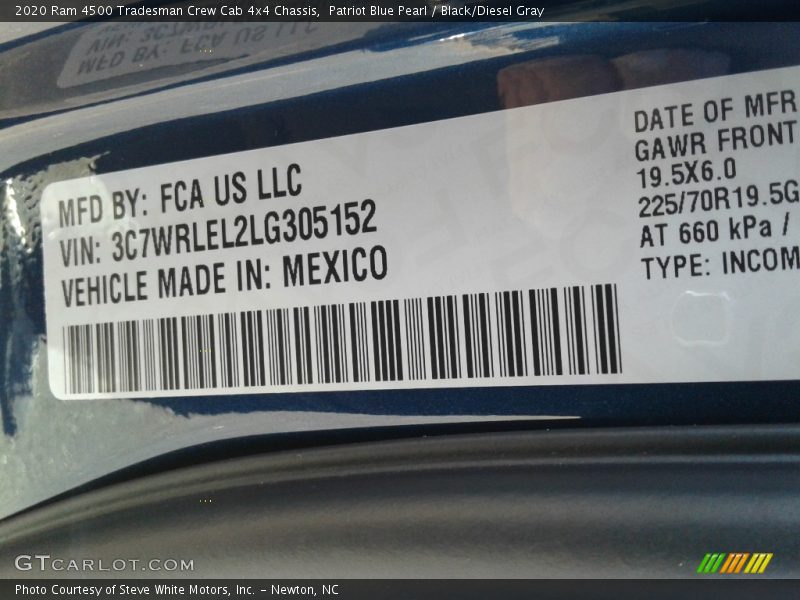 2020 Ram 4500 Tradesman Crew Cab 4x4 Chassis,  Patriot Blue Pearl / Black/Diesel Gray
MFD BY: FCA US LLC
VIN: 3C7WRLEL2LG305152
VEHICLE MADE IN: MEXICO
DATE OF MFR
GAWR FRONT
19.5X6.0
225/70R19.5G
AT 660 kPa /
TYPE: INCOM
GTCARLOT.COM
Photo Courtesy of Steve White Motors, Inc. – Newton, NC